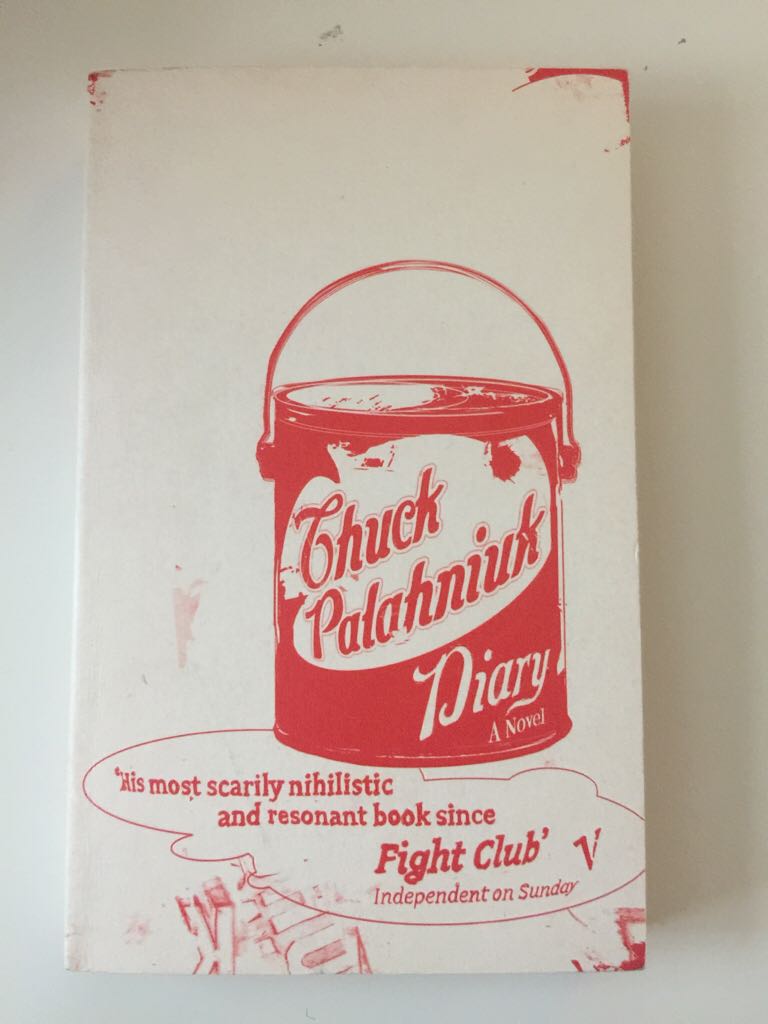 Chuck
Palahniuk
Diary
A Novel
'His most scarily nihilistic
and resonant book since
Fight Club'
Independent on Sunday
V